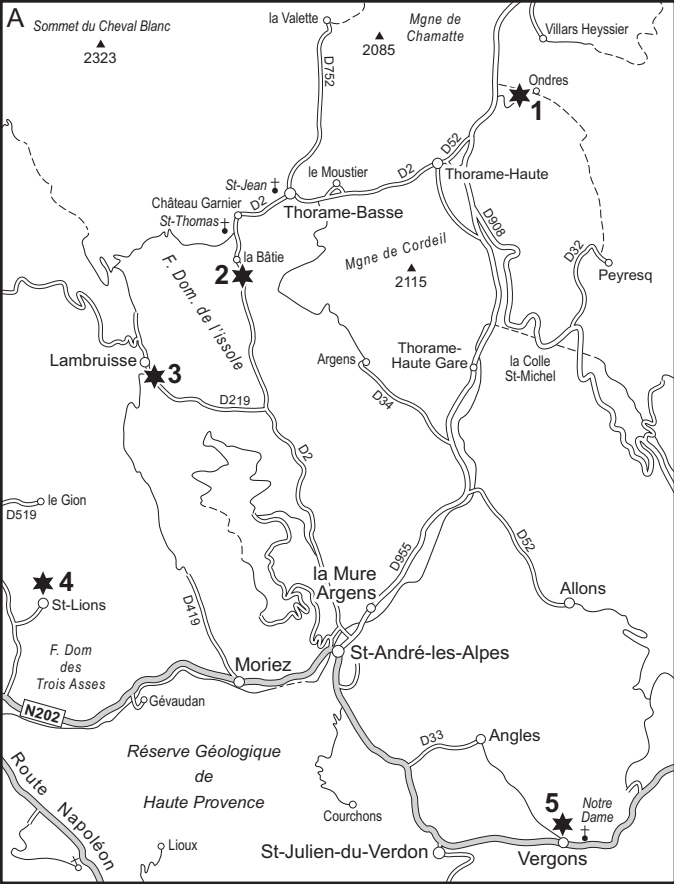 A
Sommet du Cheval Blanc
2323
la Valette
Mgne de
Chamatte
2085
Villars Heyssier
D752
Ondres
1
D52
le Moustier
D2
St-Jean
Thorame-Haute
Château Garnier
D2
Thorame-Basse
St-Thomas
D908
Mgne de Cordeil
2115
D32
Peyresq
la Bâtie
2
F. Dom. de l'issole
Lambruisse
3
Argens
Thorame-
Haute Gare
la Colle
St-Michel
D219
D34
D2
le Gion
D519
D955
D52
4
St-Lions
la Mure
Argens
Allons
D419
F. Dom
des
Trois Asses
Moriez
St-André-les-Alpes
N202
Gévaudan
D33
Angles
Réserve Géologique
de
Haute Provence
Route Napoléon
Courchons
5
Notre
Dame
Lioux
St-Julien-du-Verdon
Vergons